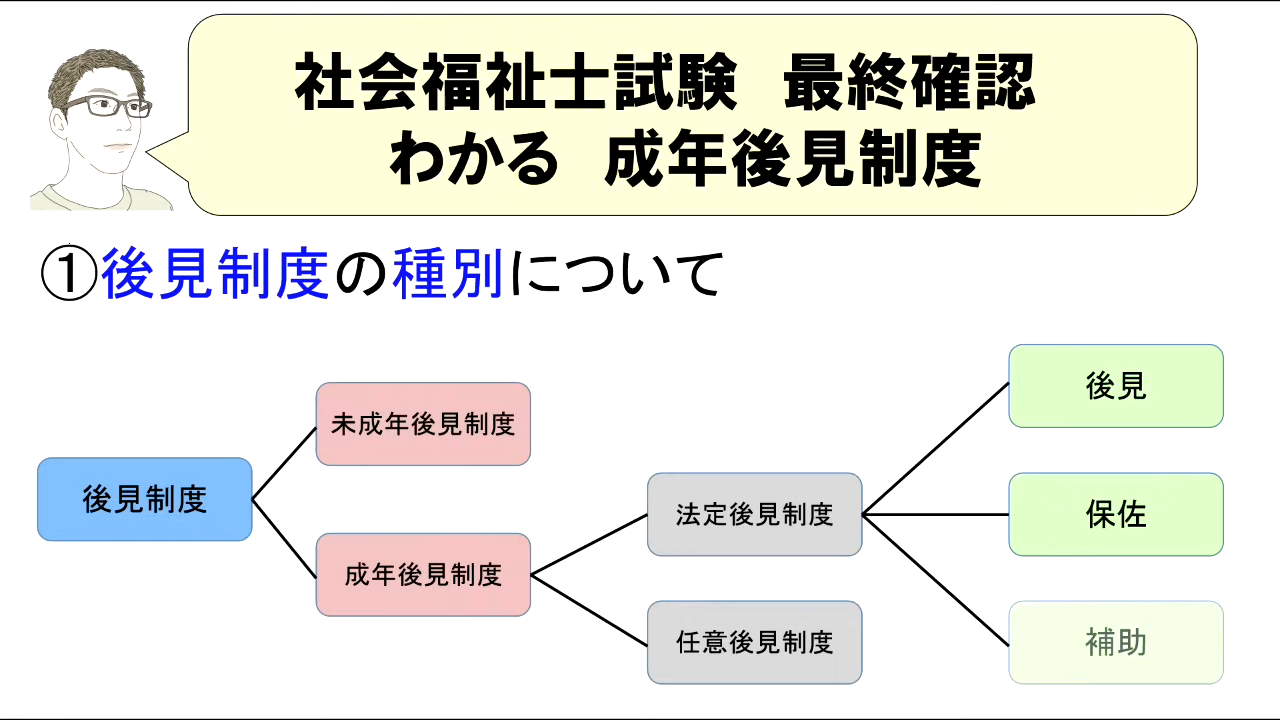 社会福祉士試験　最終確認
わかる　成年後見制度
①後見制度の種別について
後見制度
未成年後見制度
成年後見制度
法定後見制度
任意後見制度
後見
保佐
補助